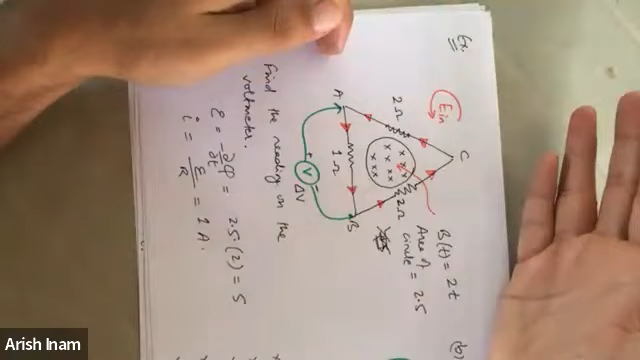 Ex.
E in
C
2Ω
2Ω
A
1Ω
B
x x x
x x x x
x x x
V
ΔV
B(t) = 2t
Area of
circle = 2.5
(b)
Find the reading on the
voltmeter.
ε = ∂φ/∂t = 2.5·(2) = 5
i = ε/R = 1 A.
Arish Inam